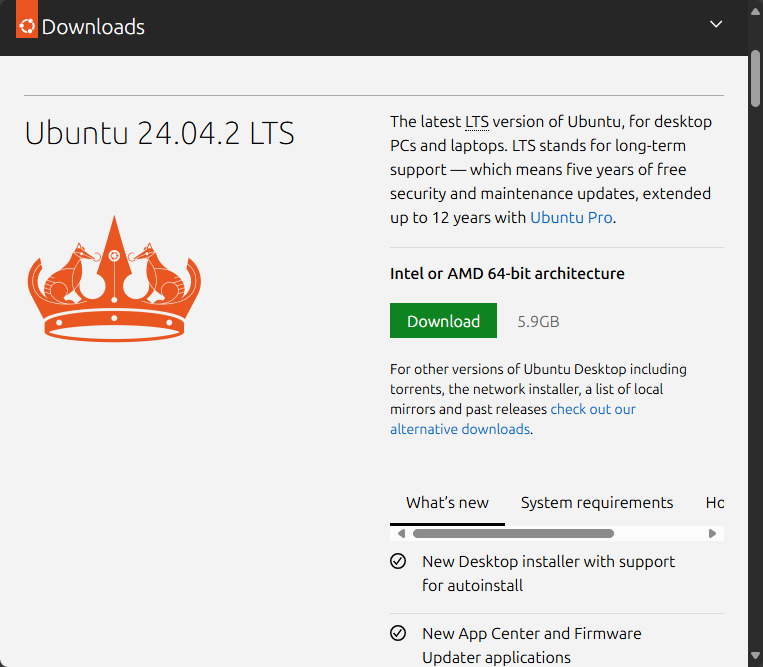 Downloads
Ubuntu 24.04.2 LTS
The latest LTS version of Ubuntu, for desktop
PCs and laptops. LTS stands for long-term
support — which means five years of free
security and maintenance updates, extended
up to 12 years with Ubuntu Pro.
Intel or AMD 64-bit architecture
Download 5.9GB
For other versions of Ubuntu Desktop including
torrents, the network installer, a list of local
mirrors and past releases check out our
alternative downloads.
What's new System requirements Ho
New Desktop installer with support
for autoinstall
New App Center and Firmware
Updater applications